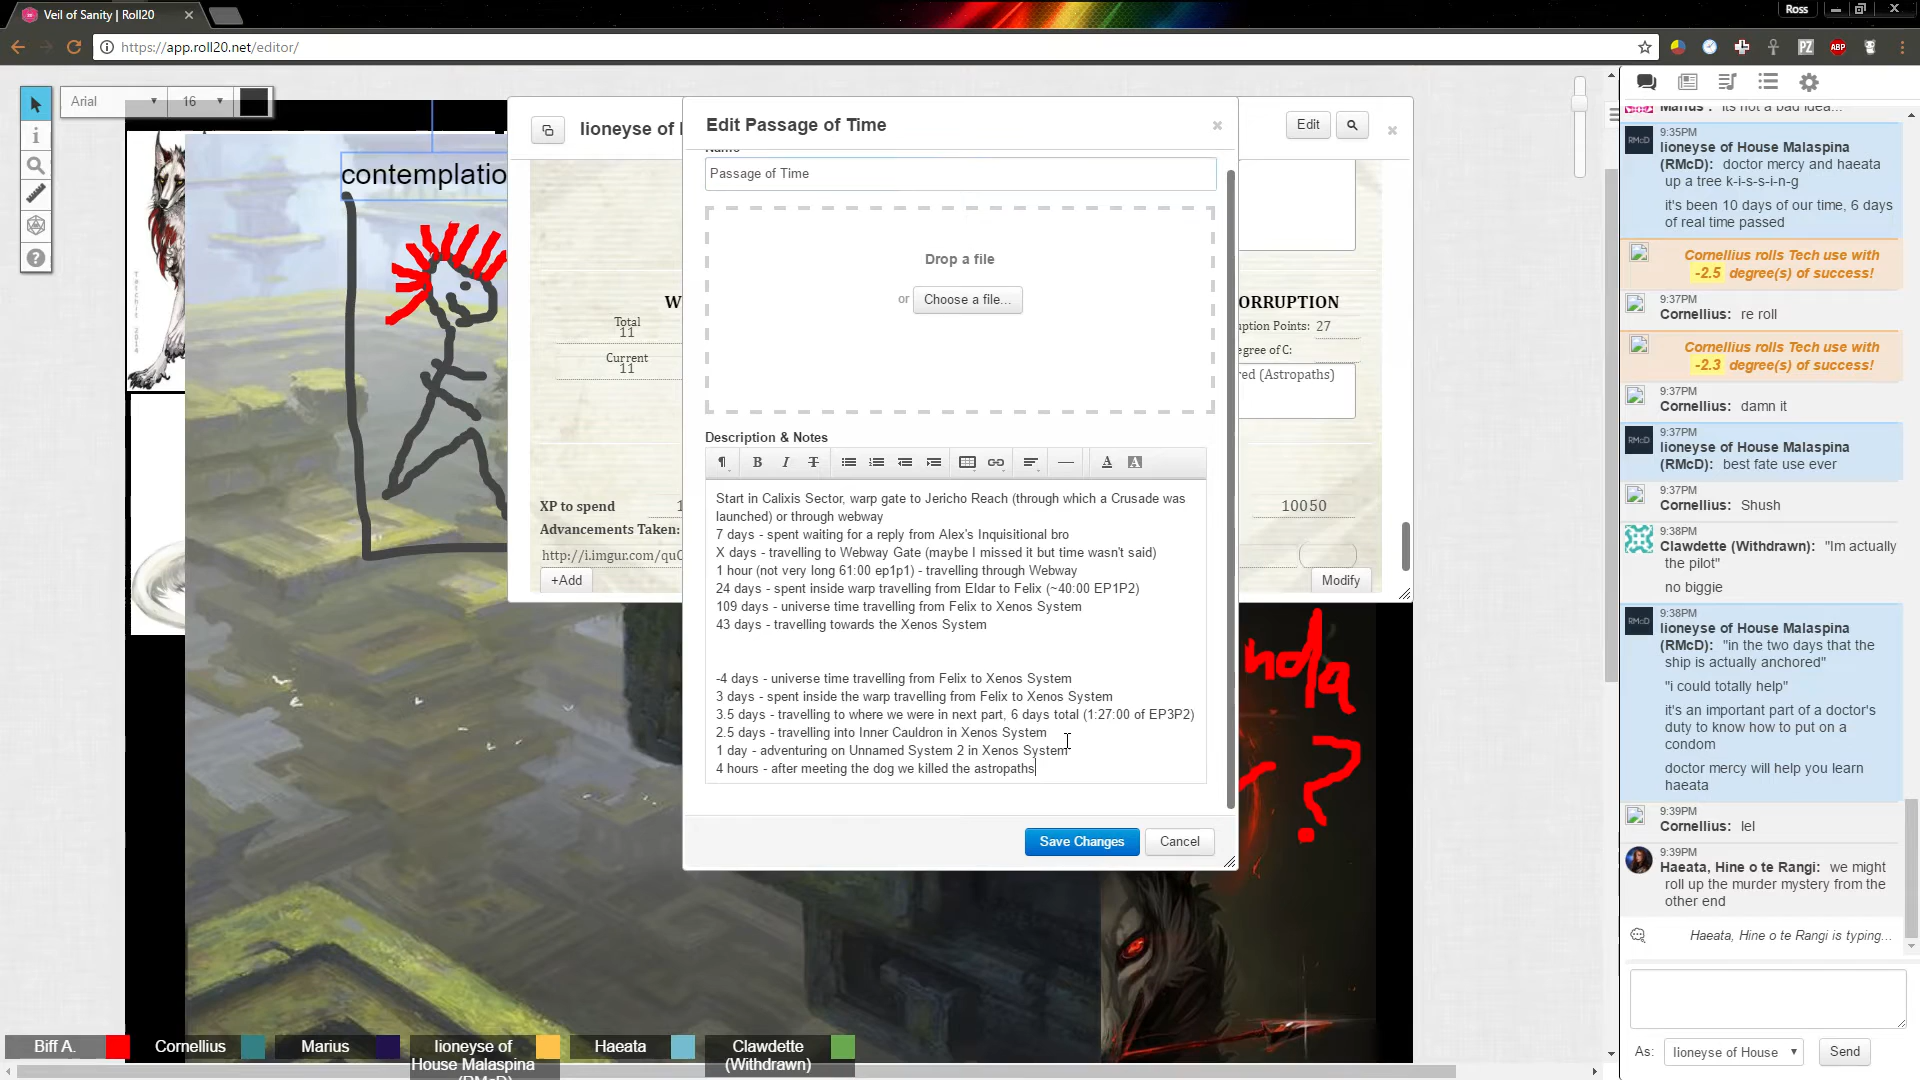 Veil of Sanity | Roll20
Ross
https://app.roll20.net/editor/
PZ
ABP
Arial
16
contemplatio
lioneyse of
Edit
W
Total
11
Current
11
XP to spend
Advancements Taken:
+Add
ORRUPTION
uption Points: 27
egree of C:
red (Astropaths)
10050
Modify
Edit Passage of Time
Name
Passage of Time
Drop a file
or Choose a file...
Description & Notes
Start in Calixis Sector, warp gate to Jericho Reach (through which a Crusade was
launched) or through webway
7 days - spent waiting for a reply from Alex's Inquisitional bro
X days - travelling to Webway Gate (maybe I missed it but time wasn't said)
1 hour (not very long 61:00 ep1p1) - travelling through Webway
24 days - spent inside warp travelling from Eldar to Felix (~40:00 EP1P2)
109 days - universe time travelling from Felix to Xenos System
43 days - travelling towards the Xenos System
-4 days - universe time travelling from Felix to Xenos System
3 days - spent inside the warp travelling from Felix to Xenos System
3.5 days - travelling to where we were in next part, 6 days total (1:27:00 of EP3P2)
2.5 days - travelling into Inner Cauldron in Xenos System
1 day - adventuring on Unnamed System 2 in Xenos System
4 hours - after meeting the dog we killed the astropaths
Save Changes
Cancel
Marius : its not a bad idea...
RMcD
9:35PM
lioneyse of House Malaspina
(RMcD): doctor mercy and haeata
up a tree k-i-s-s-i-n-g
it's been 10 days of our time, 6 days
of real time passed
Cornellius rolls Tech use with
-2.5 degree(s) of success!
9:37PM
Cornellius: re roll
Cornellius rolls Tech use with
-2.3 degree(s) of success!
9:37PM
Cornellius: damn it
RMcD
9:37PM
lioneyse of House Malaspina
(RMcD): best fate use ever
9:37PM
Cornellius: Shush
9:38PM
Clawdette (Withdrawn): "Im actually
the pilot"
no biggie
RMcD
9:38PM
lioneyse of House Malaspina
(RMcD): "in the two days that the
ship is actually anchored"
"i could totally help"
it's an important part of a doctor's
duty to know how to put on a
condom
doctor mercy will help you learn
haeata
9:39PM
Cornellius: lel
9:39PM
Haeata, Hine o te Rangi: we might
roll up the murder mystery from the
other end
Haeata, Hine o te Rangi is typing...
As:
lioneyse of House
Send
Biff A.
Cornellius
Marius
lioneyse of
House Malaspina
(RMcD)
Haeata
Clawdette
(Withdrawn)